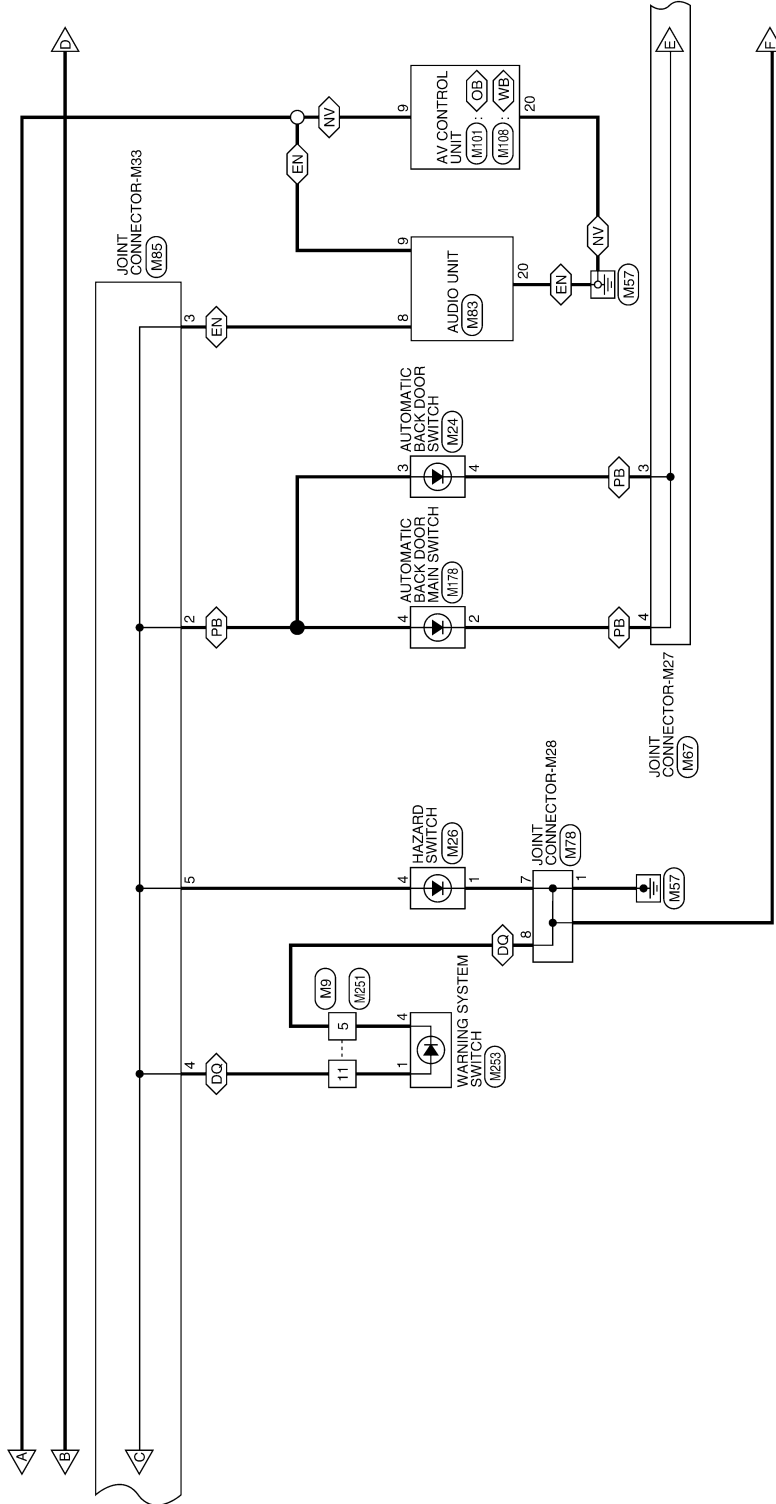 A
B
C
D
JOINT
CONNECTOR-M33
M85
4
DQ
5
2
PB
3
EN
EN
NV
M9
M251
11
5
1
4
WARNING SYSTEM
SWITCH
M253
DQ
4
HAZARD
SWITCH
M26
1
8
7
JOINT
CONNECTOR-M28
M78
1
M57
4
AUTOMATIC
BACK DOOR
MAIN SWITCH
M178
2
PB
4
3
AUTOMATIC
BACK DOOR
SWITCH
M24
4
PB
3
8
9
AUDIO UNIT
M83
20
EN
9
AV CONTROL
UNIT
M101 : OB
M108 : WB
20
NV
M57
JOINT
CONNECTOR-M27
M67
E
F